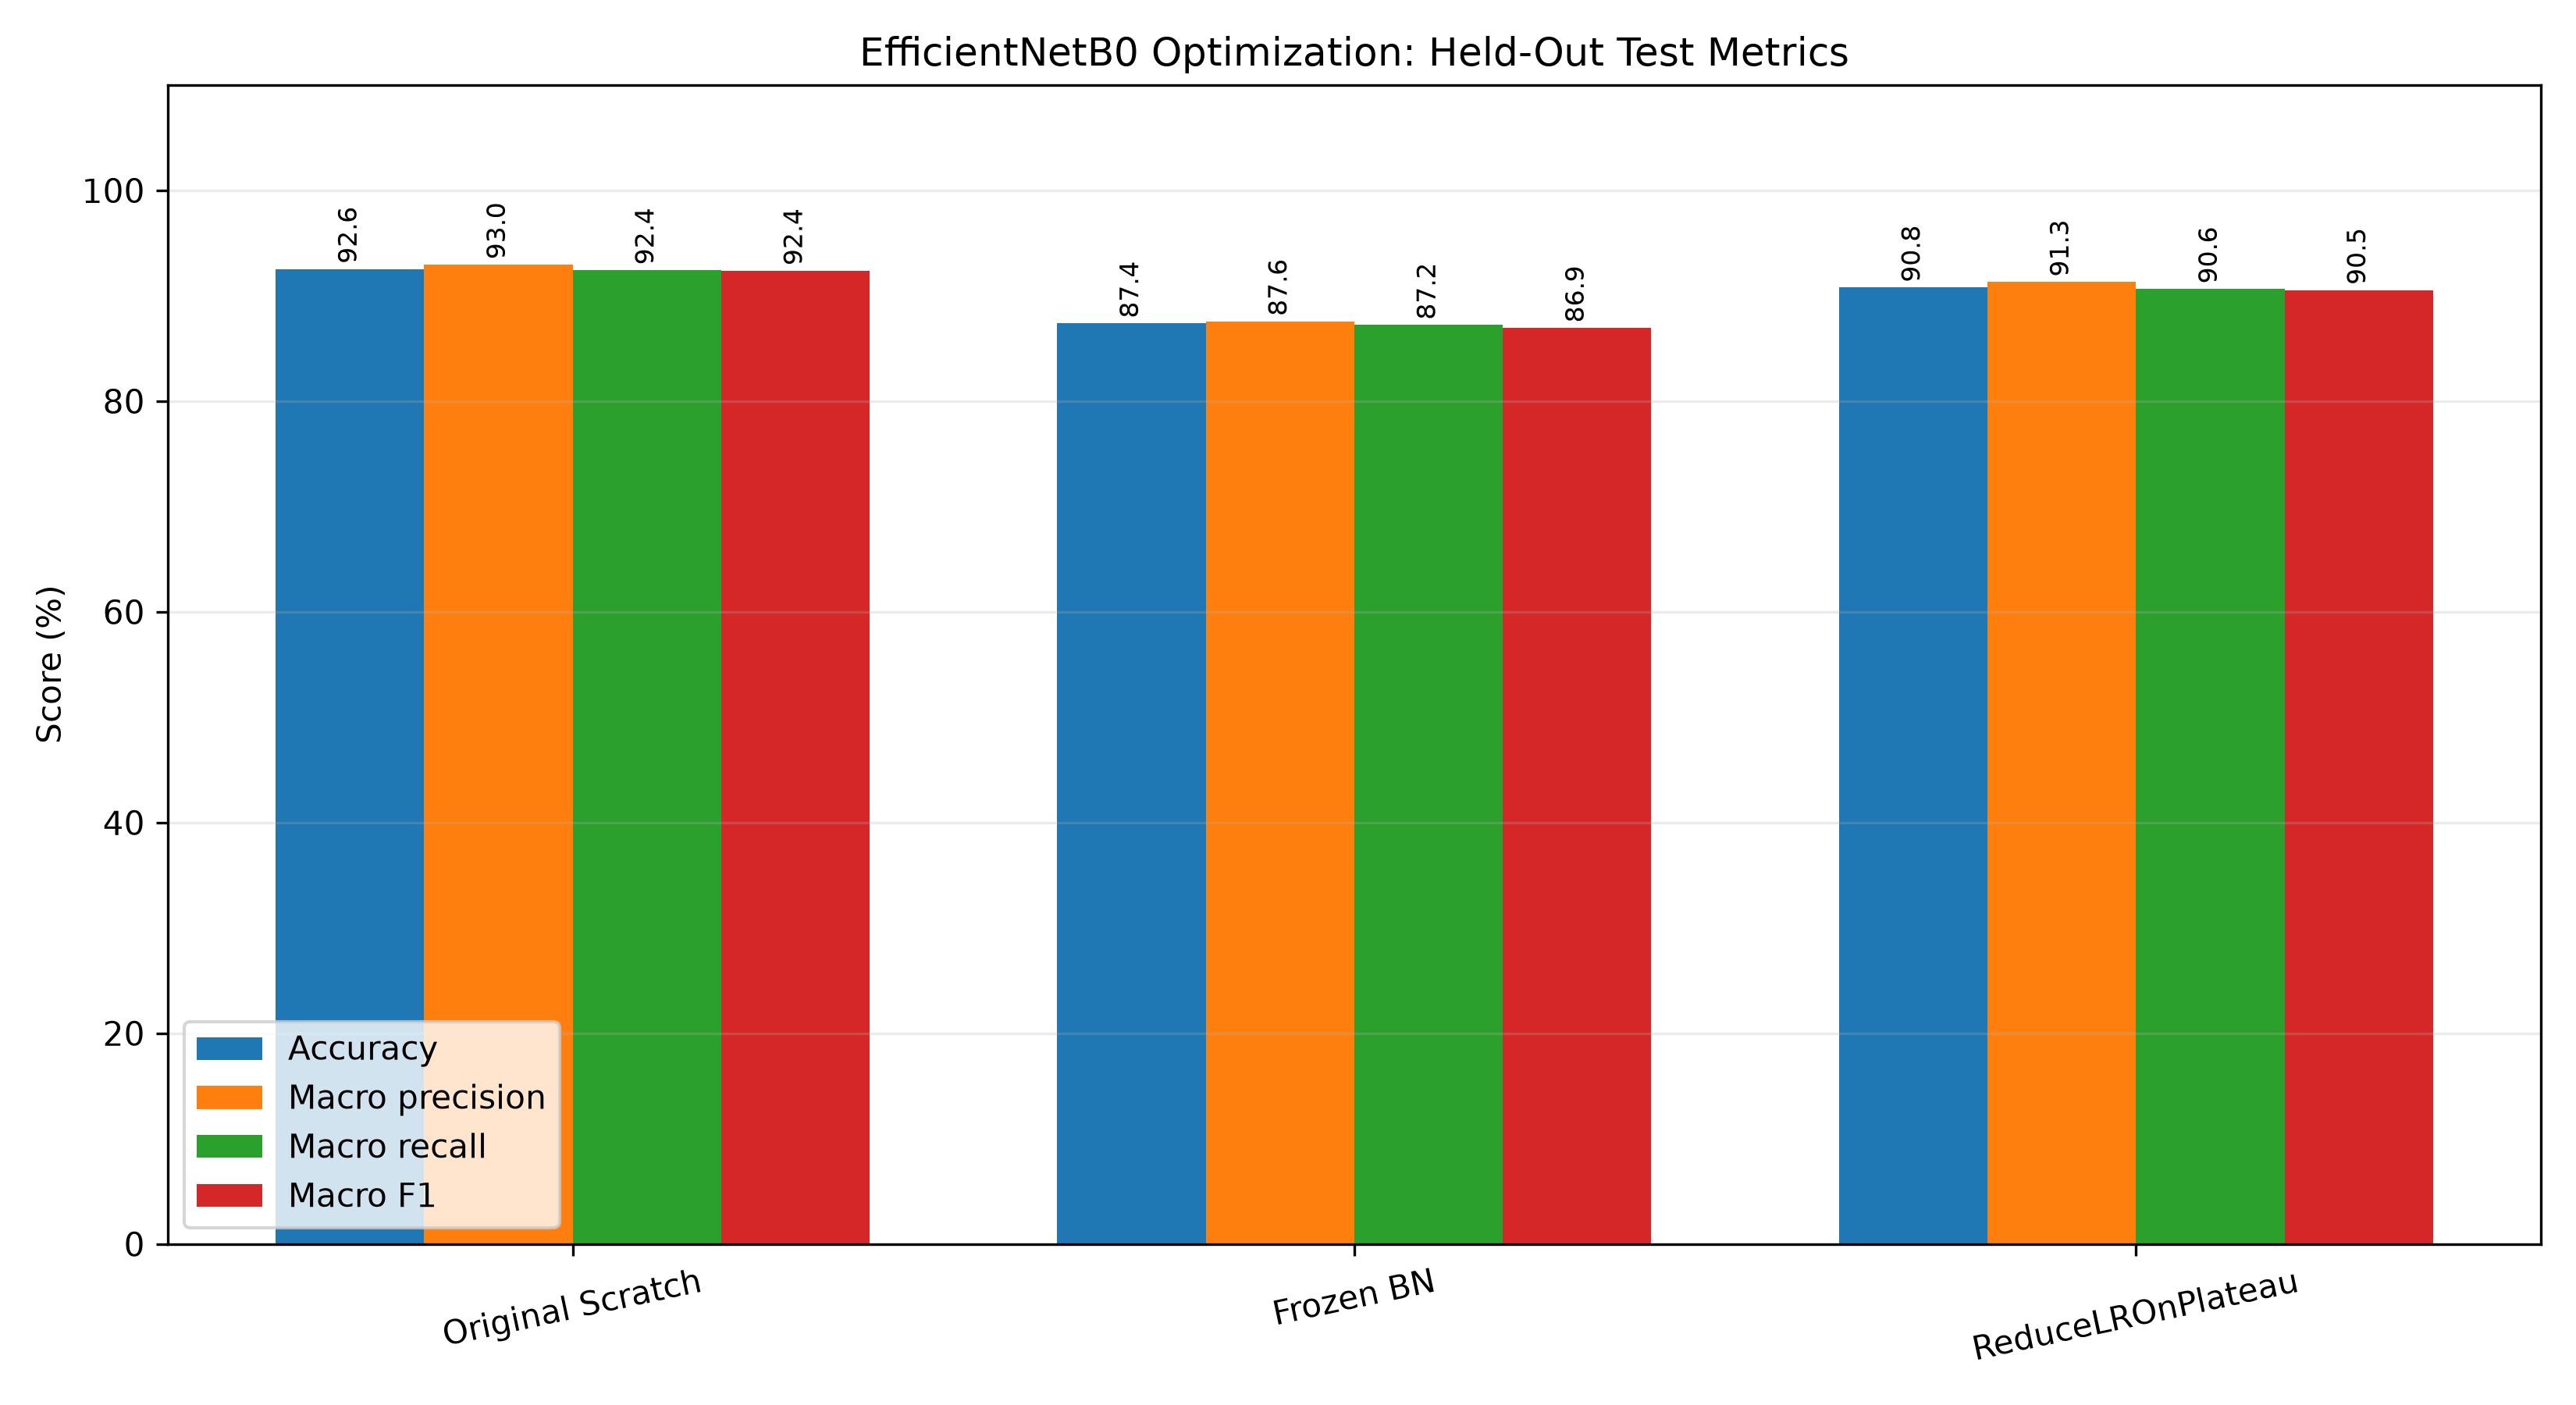 EfficientNetB0 Optimization: Held-Out Test Metrics
Score (%)
100
80
60
40
20
0
92.6
93.0
92.4
92.4
87.4
87.6
87.2
86.9
90.8
91.3
90.6
90.5
Accuracy
Macro precision
Macro recall
Macro F1
Original Scratch
Frozen BN
ReduceLROnPlateau